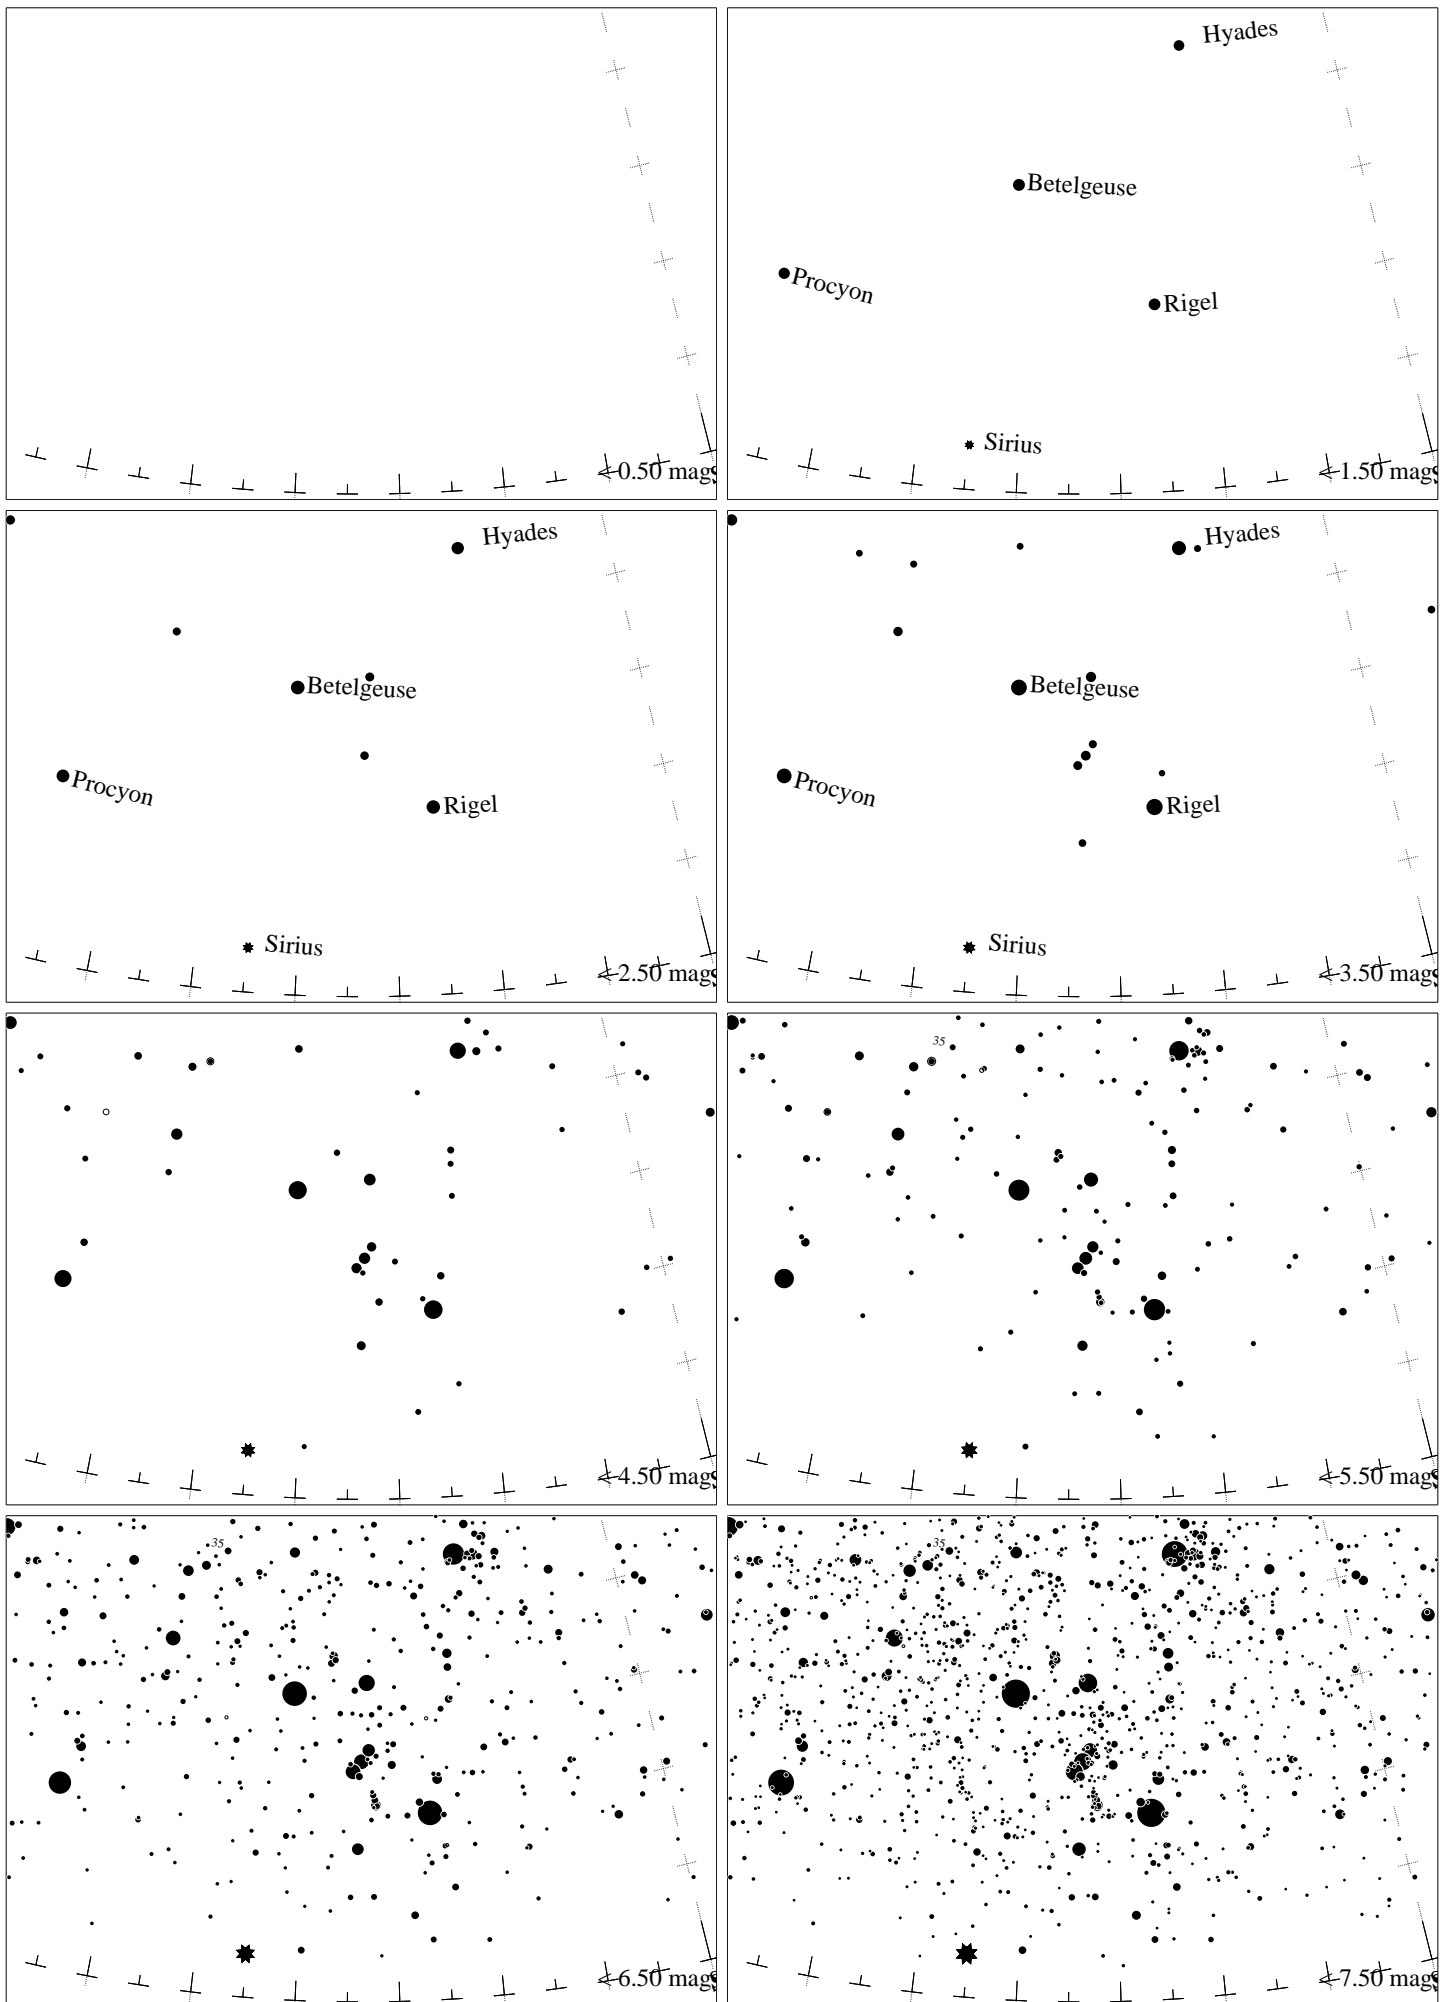 <0.50 mags
Hyades
Betelgeuse
Procyon
Rigel
Sirius
<1.50 mags
Hyades
Betelgeuse
Procyon
Rigel
Sirius
<2.50 mags
Hyades
Betelgeuse
Procyon
Rigel
Sirius
<3.50 mags
<4.50 mags
35
<5.50 mags
35
<6.50 mags
35
<7.50 mags